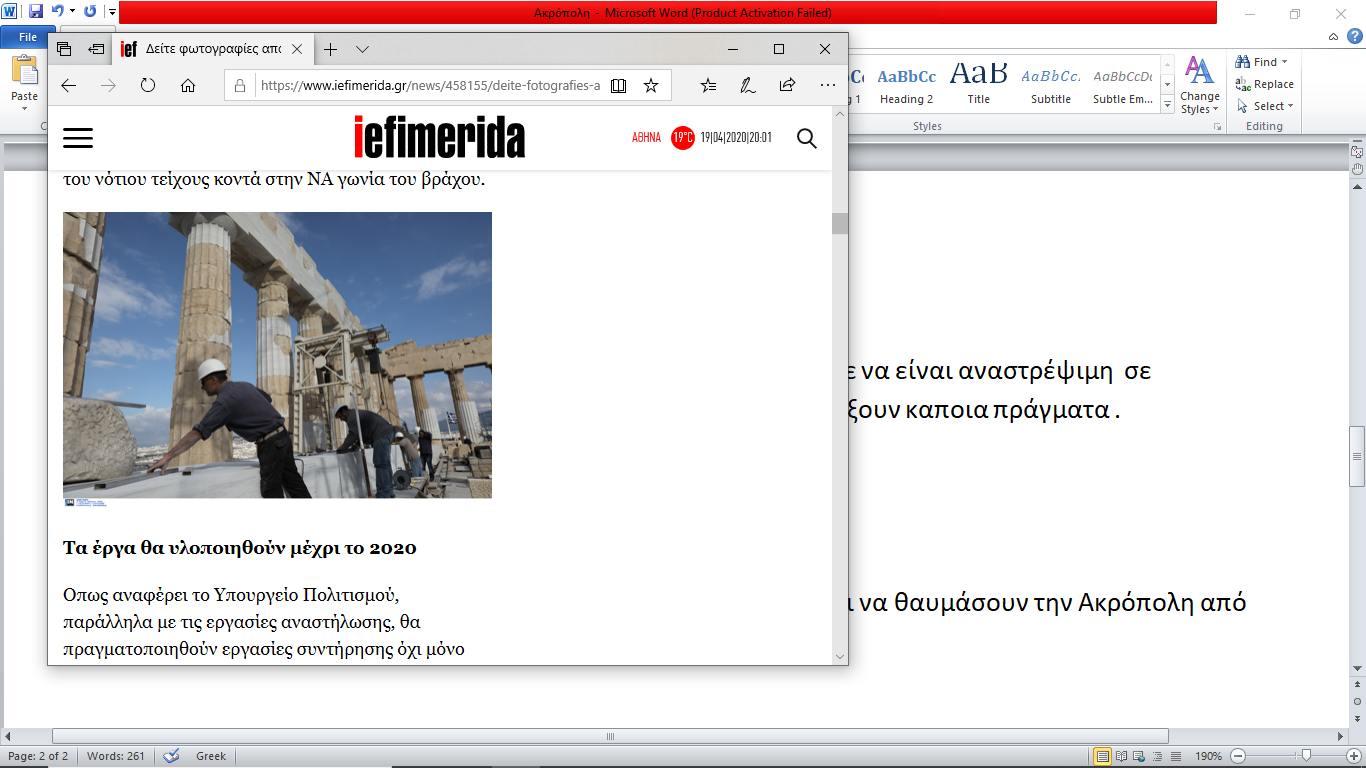 Ακρόπολη - Microsoft Word (Product Activation Failed)
File
Paste
Heading 2
Title
Subtitle
Subtle Em...
Change
Styles
Find
Replace
Select
AaBbCc
AaB
AaBbCc.
AaBbCcDc
Styles
Editing
ief Δείτε φωτογραφίες απο
https://www.iefimerida.gr/news/458155/deite-fotografies-a
iefimerida
ΑΘΗΝΑ 19°C 19|04|2020|20:01
του νότιου τείχους κοντά στην ΝΑ γωνία του βράχου.
Τα έργα θα υλοποιηθούν μέχρι το 2020
Οπως αναφέρει το Υπουργείο Πολιτισμού,
παράλληλα με τις εργασίες αναστήλωσης, θα
πραγματοποιηθούν εργασίες συντήρησης όχι μόνο
ε να είναι αναστρέψιμη σε
ξουν καποια πράγματα .
ι να θαυμάσουν την Ακρόπολη από
Page: 2 of 2
Words: 261
Greek
190%